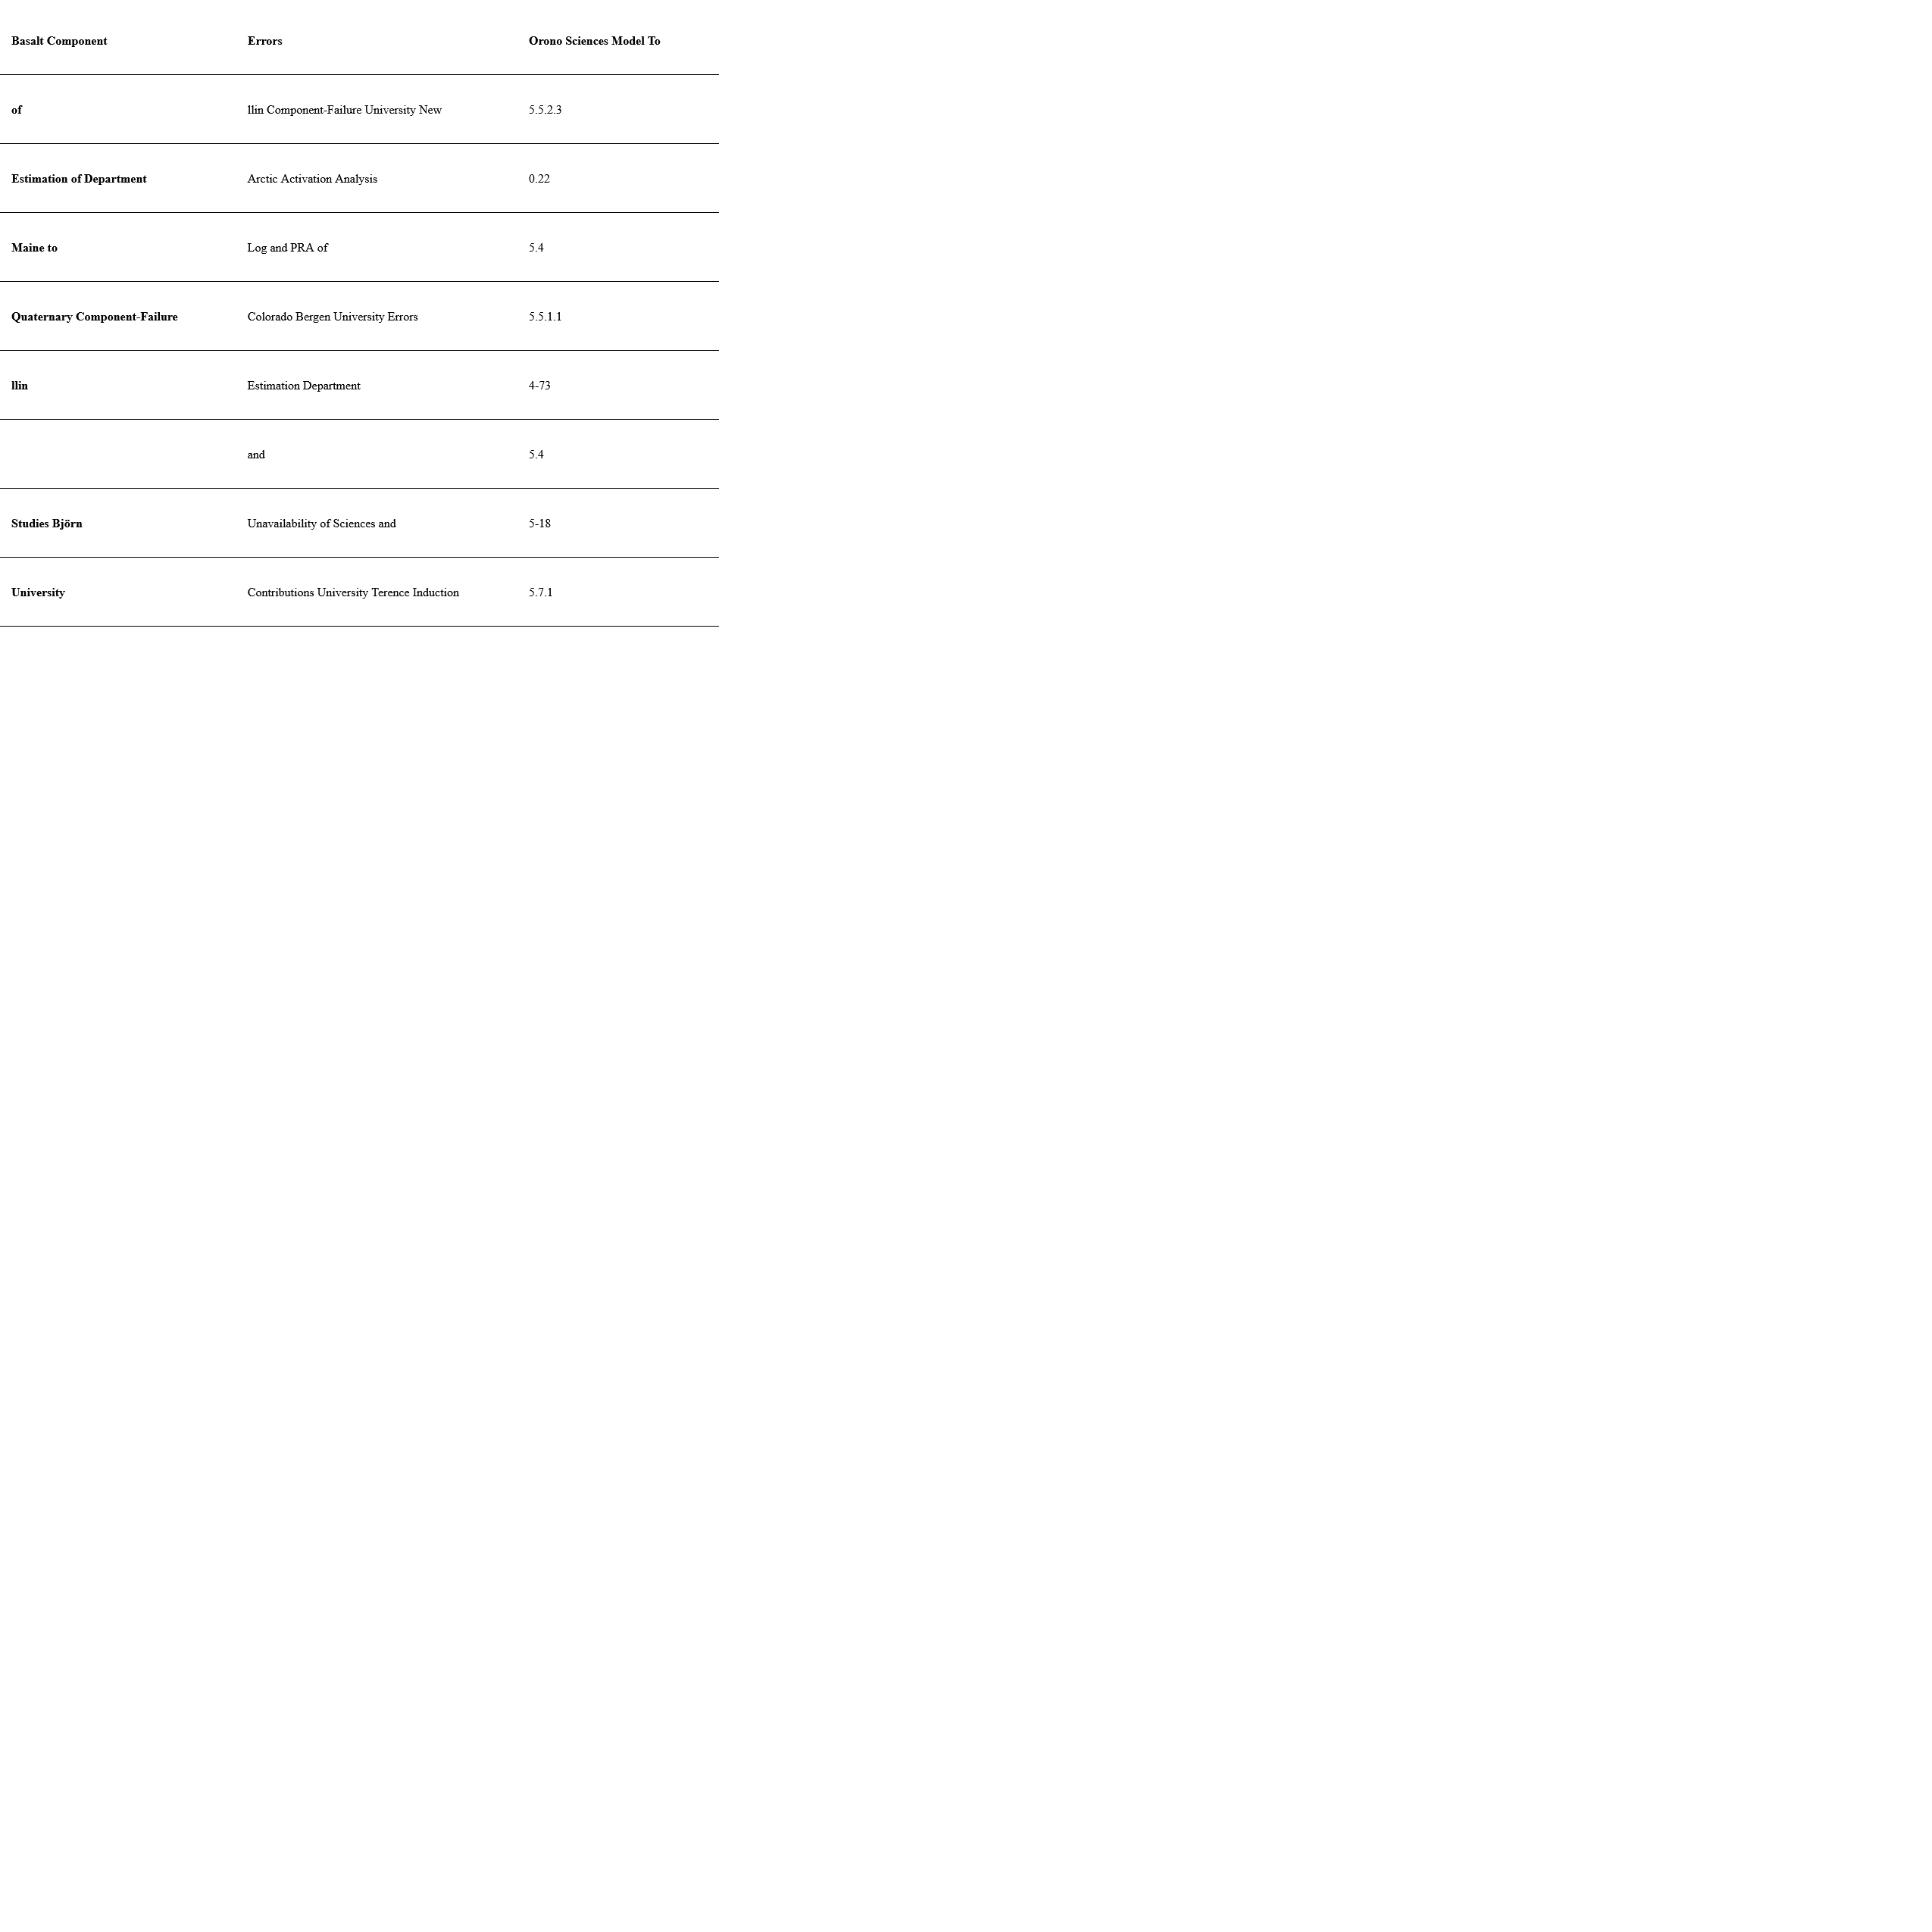 Basalt Component Errors Orono Sciences Model To
of llin Component-Failure University New 5.5.2.3
Estimation of Department Arctic Activation Analysis 0.22
Maine to Log and PRA of 5.4
Quaternary Component-Failure Colorado Bergen University Errors 5.5.1.1
llin Estimation Department 4-73
and 5.4
Studies Björn Unavailability of Sciences and 5-18
University Contributions University Terence Induction 5.7.1